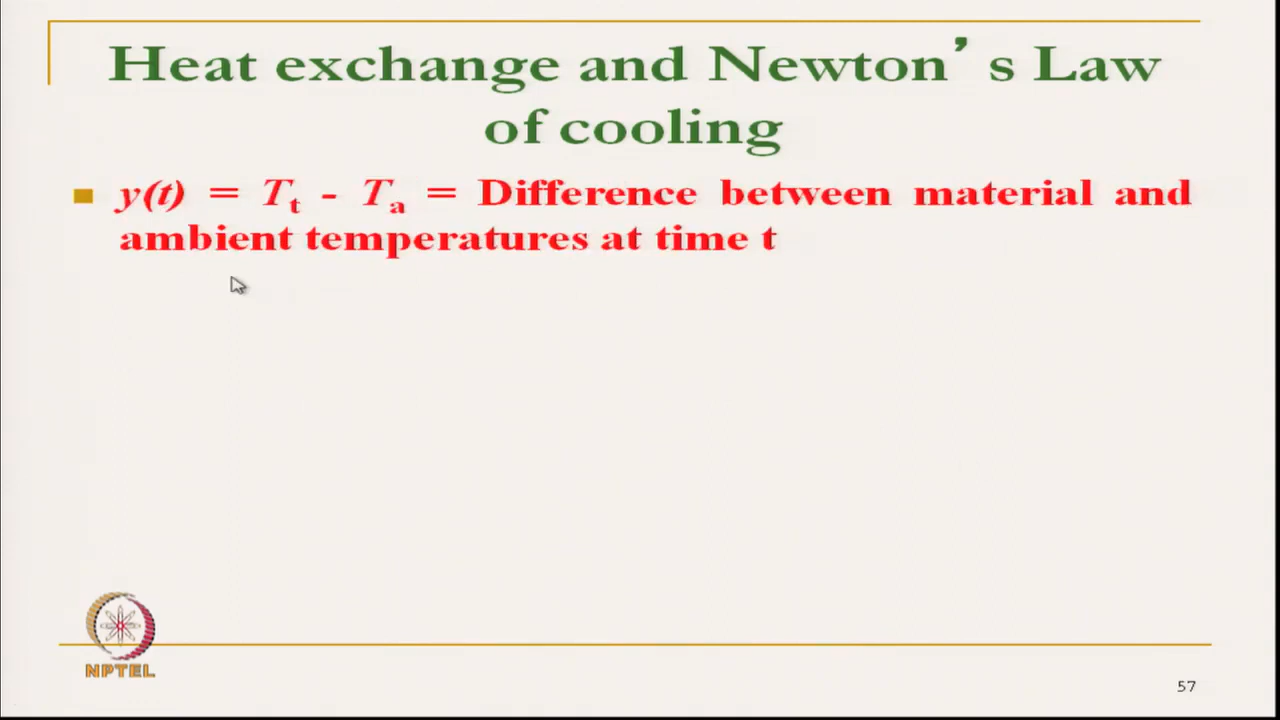 Heat exchange and Newton’s Law
of cooling
y(t) = Tt - Ta = Difference between material and
ambient temperatures at time t
NPTEL
57